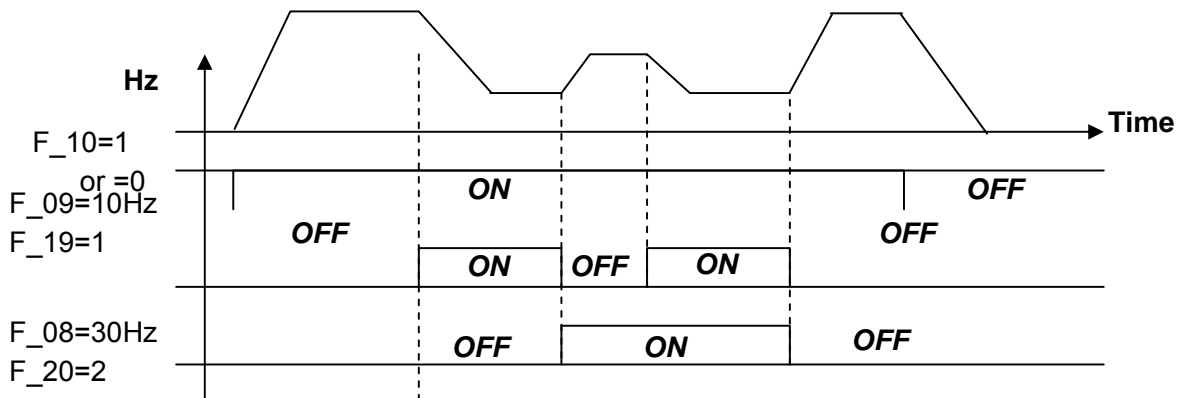 Hz
Time
F_10=1
or =0
ON
OFF
F_09=10Hz
OFF
OFF
F_19=1
ON
OFF
ON
F_08=30Hz
OFF
ON
OFF
F_20=2